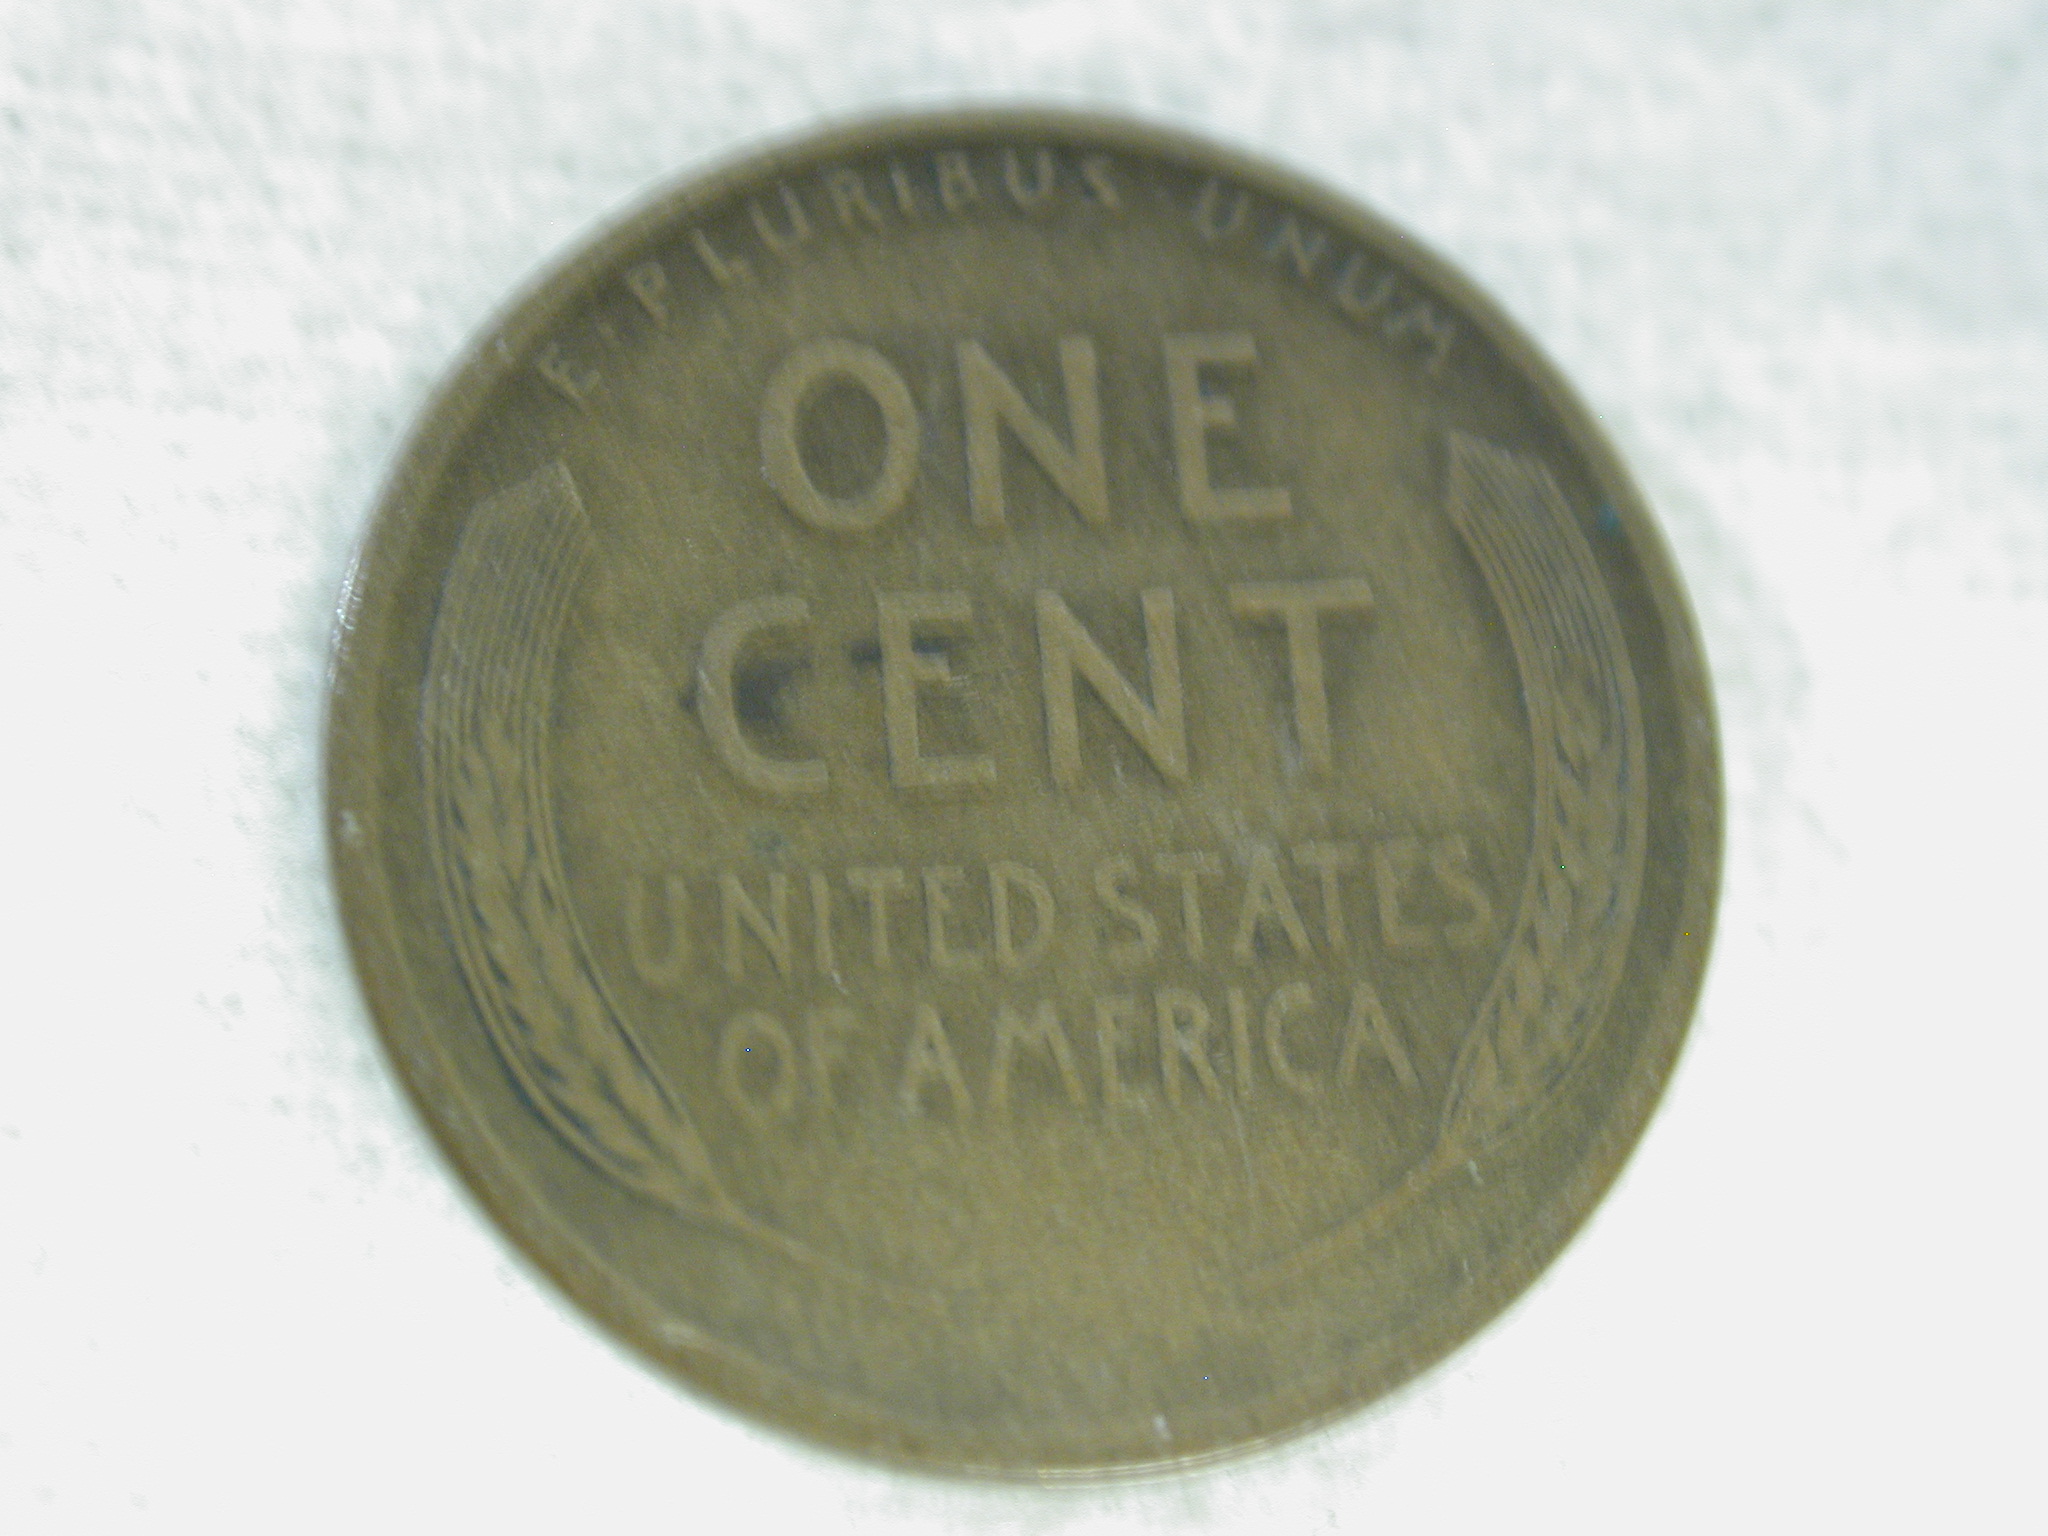 E·PLURIBUS·UNUM
ONE
CENT
UNITED STATES
OF AMERICA